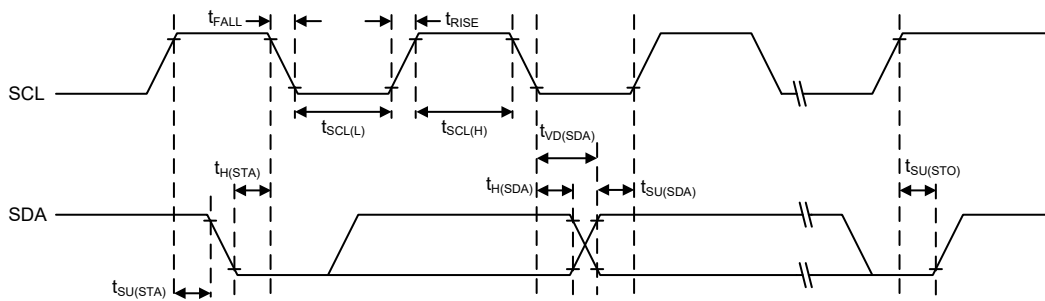 tFALL
tRISE
SCL
tSCL(L)
tSCL(H)
tVD(SDA)
tH(STA)
tH(SDA)
tSU(SDA)
tSU(STO)
SDA
tSU(STA)